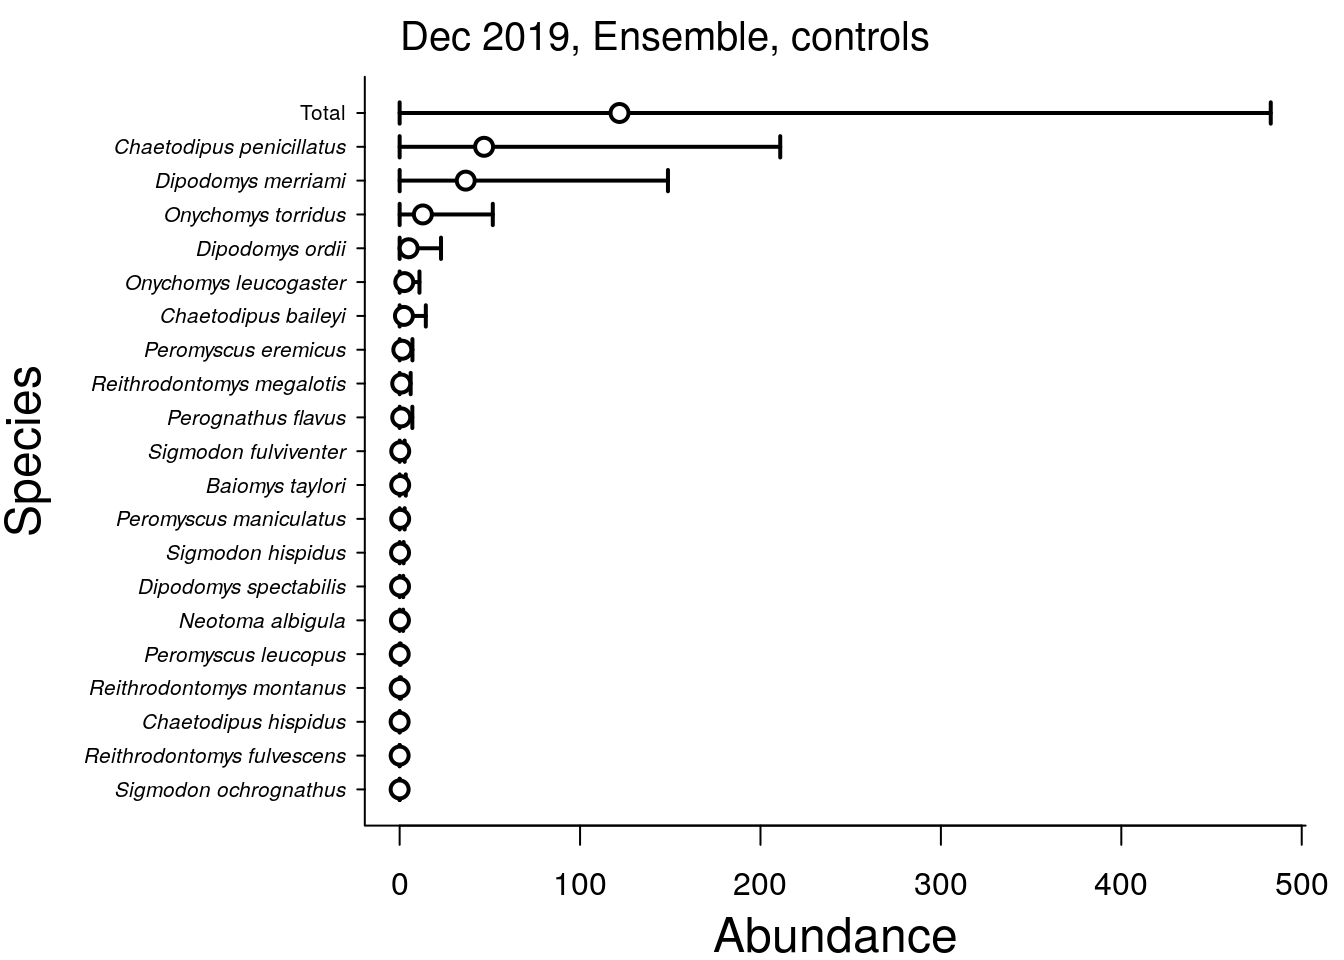 Dec 2019, Ensemble, controls
Total
Chaetodipus penicillatus
Dipodomys merriami
Onychomys torridus
Dipodomys ordii
Onychomys leucogaster
Chaetodipus baileyi
Peromyscus eremicus
Reithrodontomys megalotis
Perognathus flavus
Sigmodon fulviventer
Baiomys taylori
Peromyscus maniculatus
Sigmodon hispidus
Dipodomys spectabilis
Neotoma albigula
Peromyscus leucopus
Reithrodontomys montanus
Chaetodipus hispidus
Reithrodontomys fulvescens
Sigmodon ochrognathus
Species
0 100 200 300 400 500
Abundance